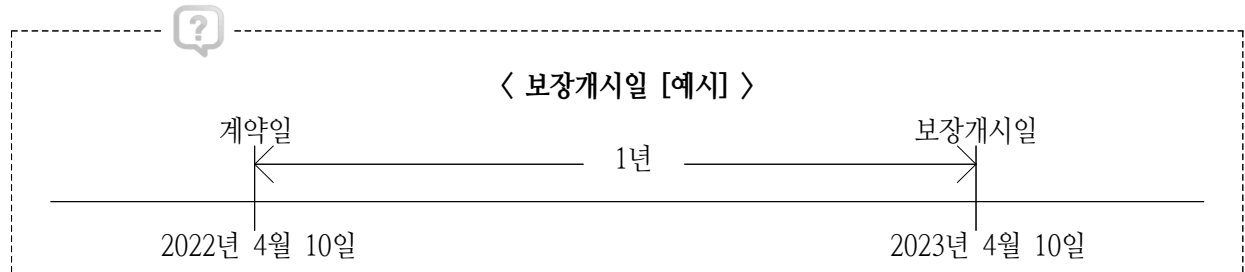 ?
〈 보장개시일 [예시] 〉
계약일 보장개시일
1년
2022년 4월 10일 2023년 4월 10일